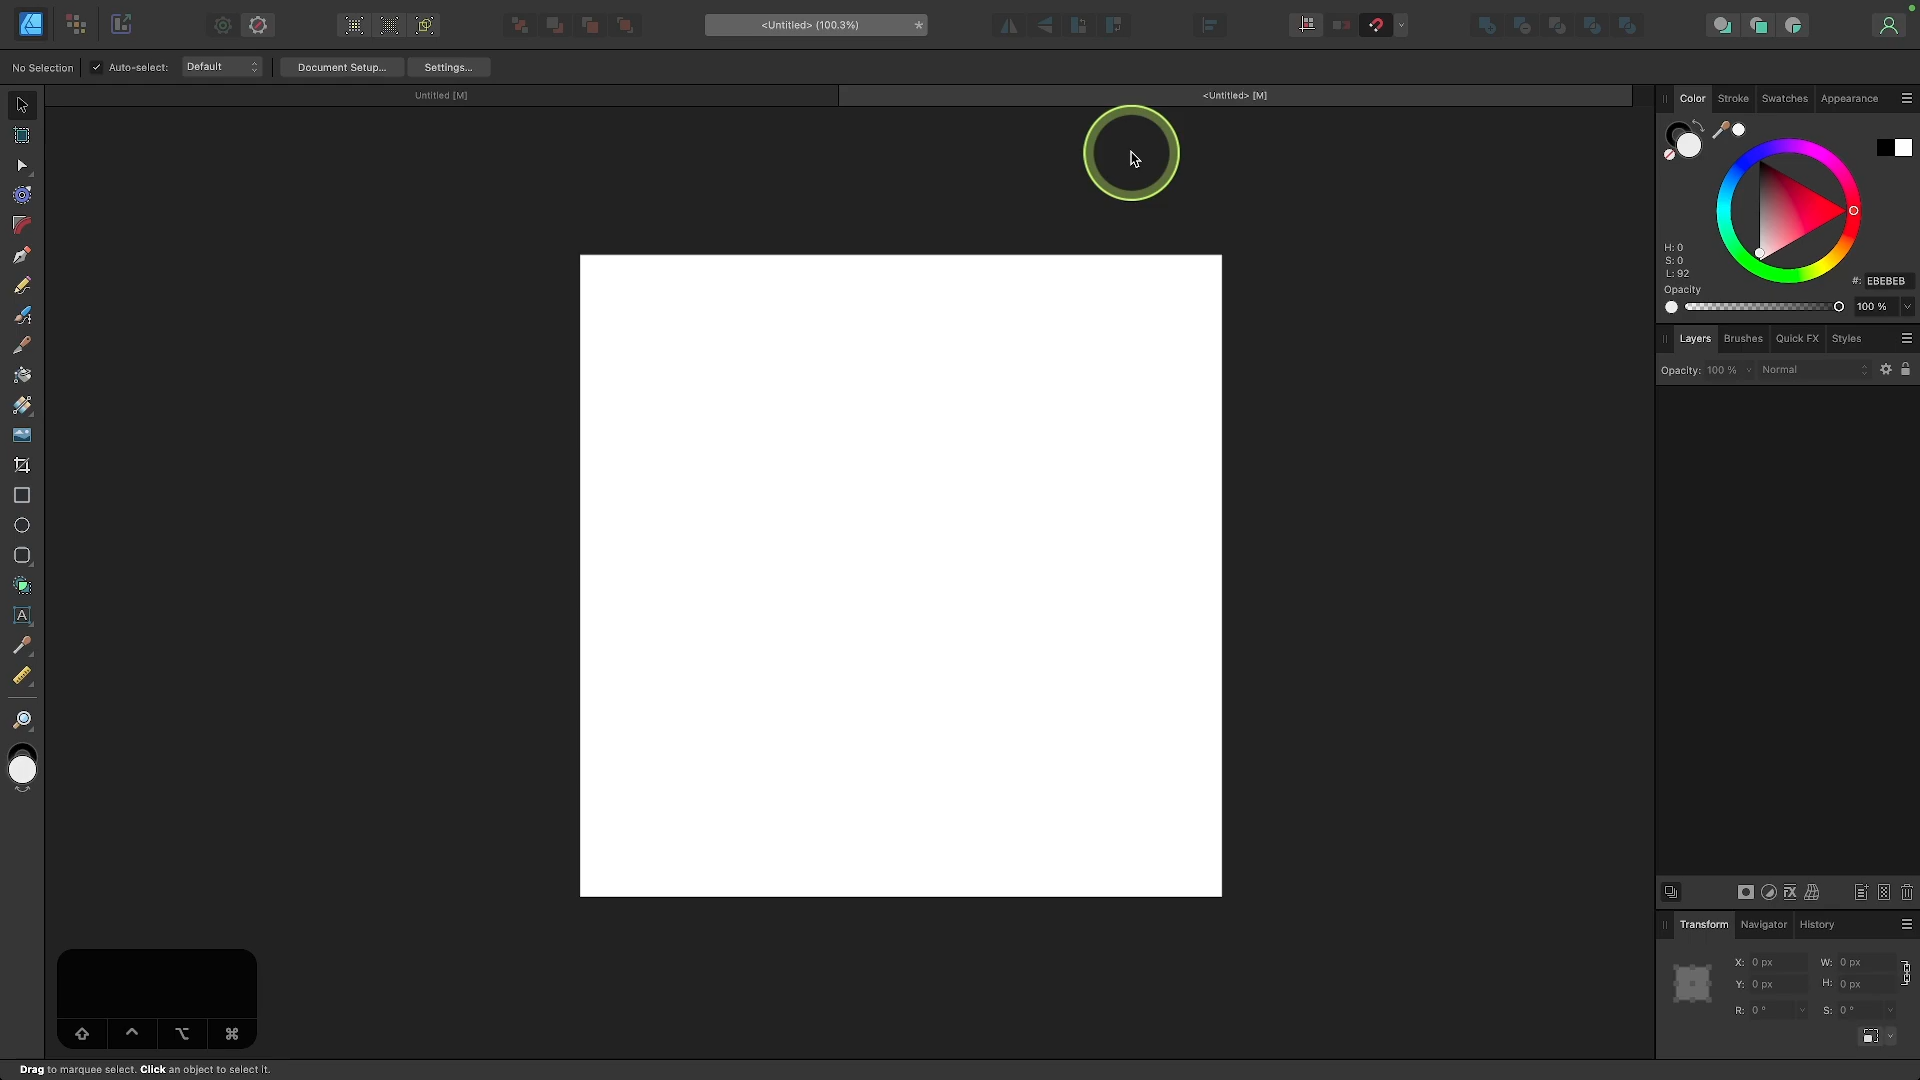 <Untitled> (100.3%)
*
No Selection
Auto-select:
Default
Document Setup...
Settings...
Untitled [M]
<Untitled> [M]
Color
Stroke
Swatches
Appearance
H: 0
S: 0
L: 92
#: EBEBEB
Opacity
100 %
Layers
Brushes
Quick FX
Styles
Opacity: 100 %
Normal
A
Transform
Navigator
History
X: 0 px
W: 0 px
Y: 0 px
H: 0 px
R: 0 °
S: 0 °
Drag to marquee select. Click an object to select it.